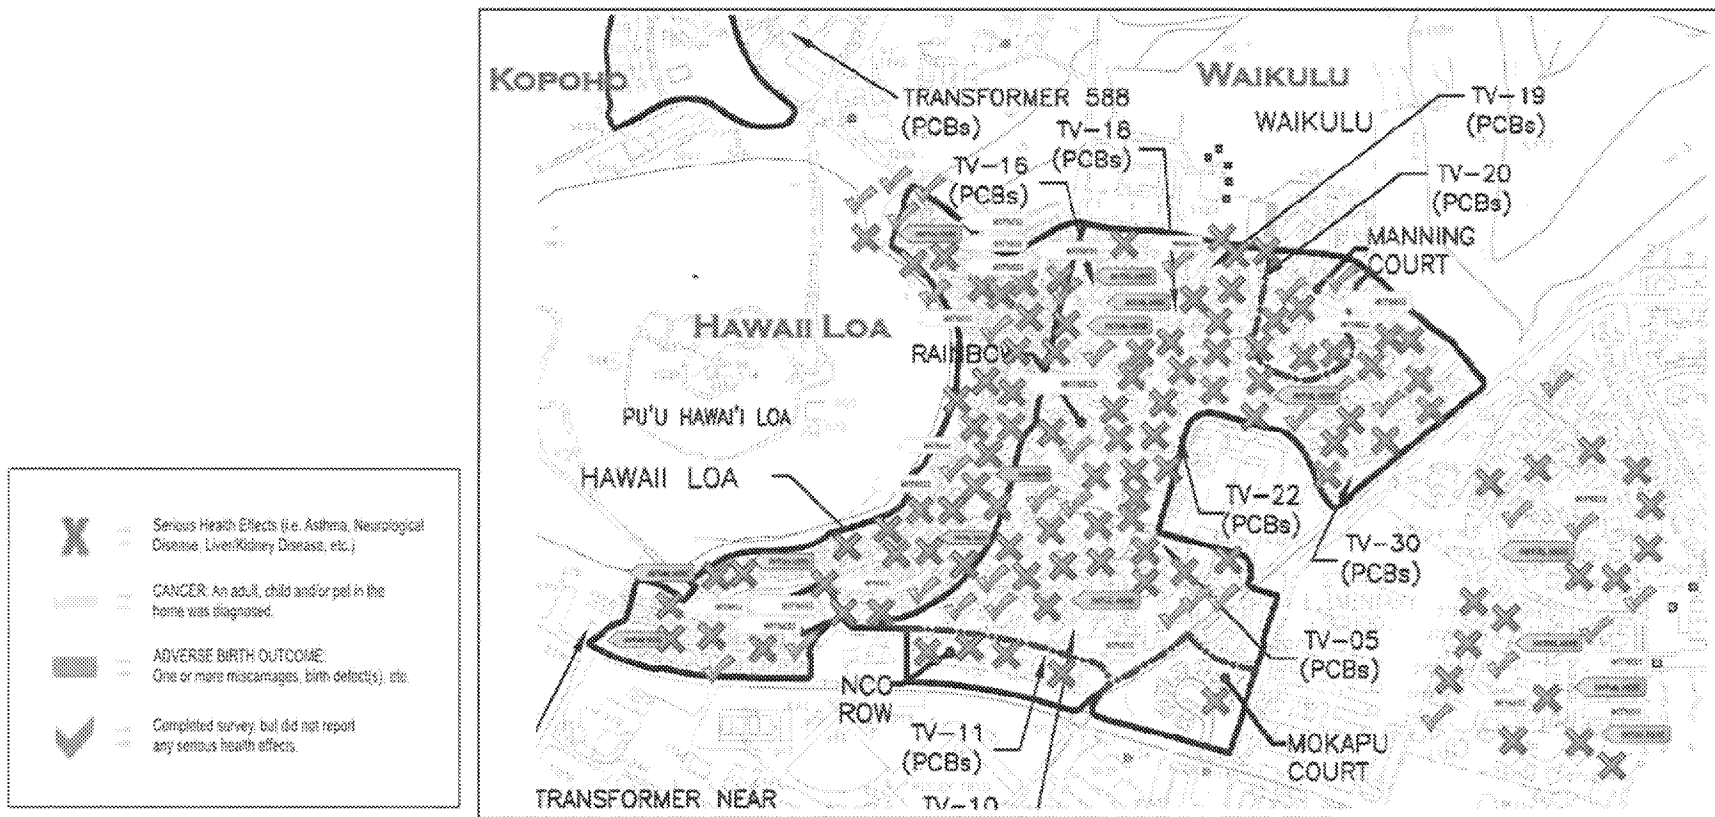 KOPOHO
WAIKULU
TRANSFORMER 588
(PCBs)
TV-18
(PCBs)
WAIKULU
TV-19
(PCBs)
TV-16
(PCBs)
TV-20
(PCBs)
MANNING
COURT
HAWAII LOA
RAINBOW
PU'U HAWAI'I LOA
HAWAII LOA
TV-22
(PCBs)
TV-30
(PCBs)
TV-05
(PCBs)
NCO
ROW
TV-11
(PCBs)
MOKAPU
COURT
TRANSFORMER NEAR
TV-10
Serious Health Effects (i.e. Asthma, Neurological
Disease, Liver/Kidney Disease, etc.)
CANCER: An adult, child and/or pet in the
home was diagnosed.
ADVERSE BIRTH OUTCOME:
One or more miscarriages, birth defect(s), etc.
Completed survey, but did not report
any serious health effects.